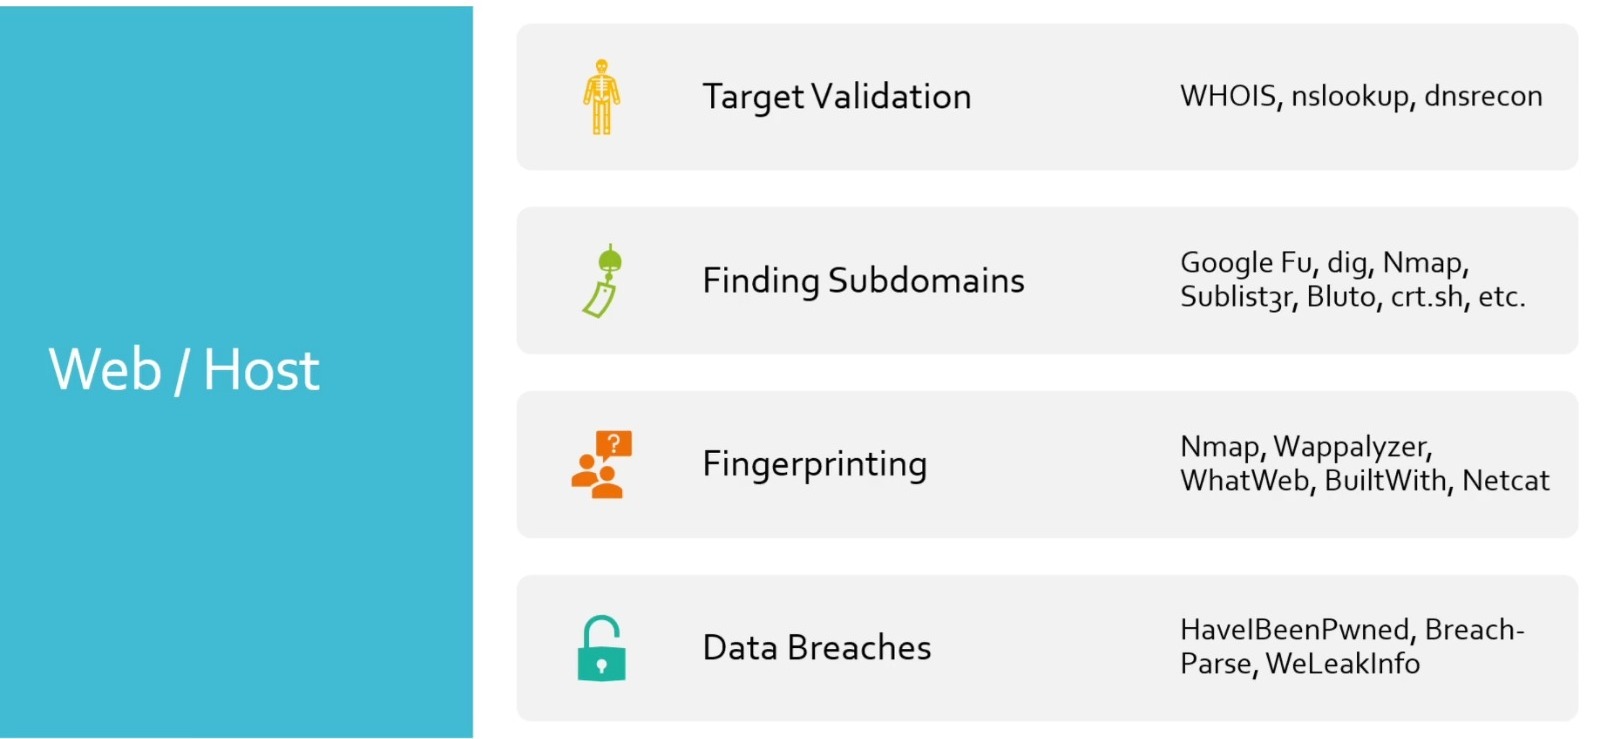 Web / Host
Target Validation
WHOIS, nslookup, dnsrecon
Finding Subdomains
Google Fu, dig, Nmap,
Sublist3r, Bluto, crt.sh, etc.
Fingerprinting
?
Nmap, Wappalyzer,
WhatWeb, BuiltWith, Netcat
Data Breaches
HaveIBeenPwned, Breach-
Parse, WeLeakInfo